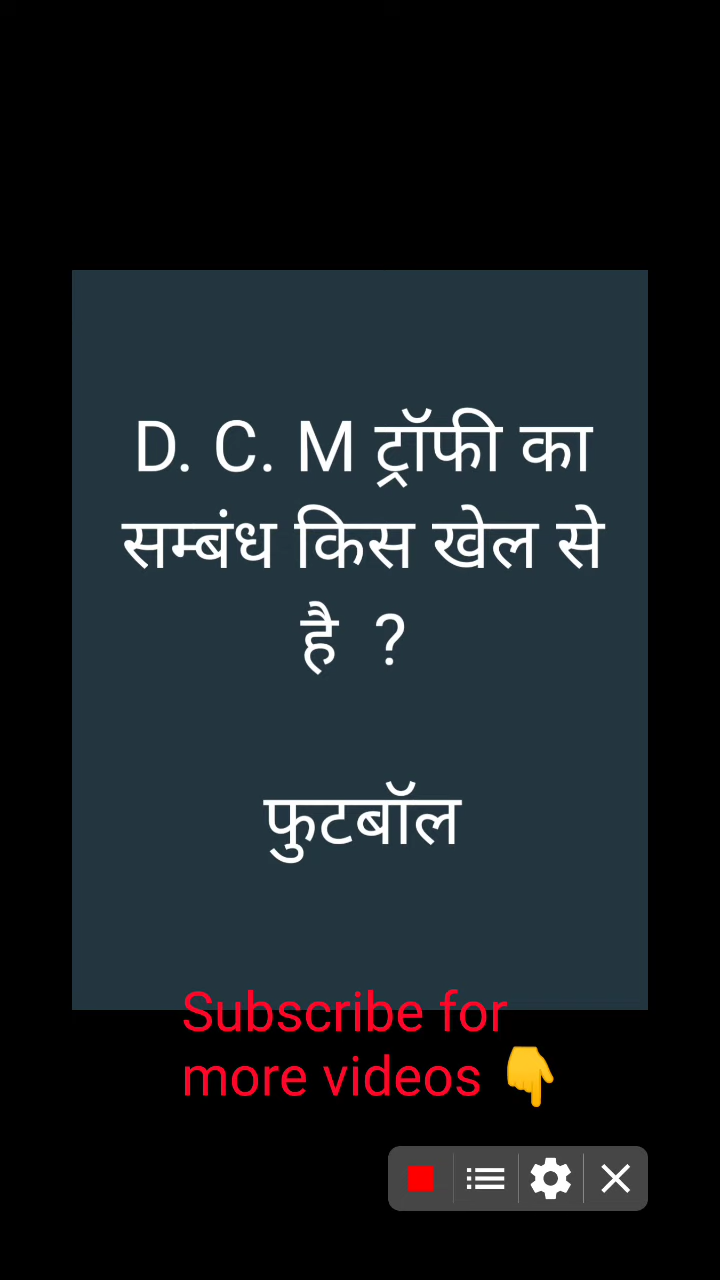 D. C. M ट्रॉफी का
सम्बंध किस खेल से
है ?
फुटबॉल
Subscribe for
more videos 👇